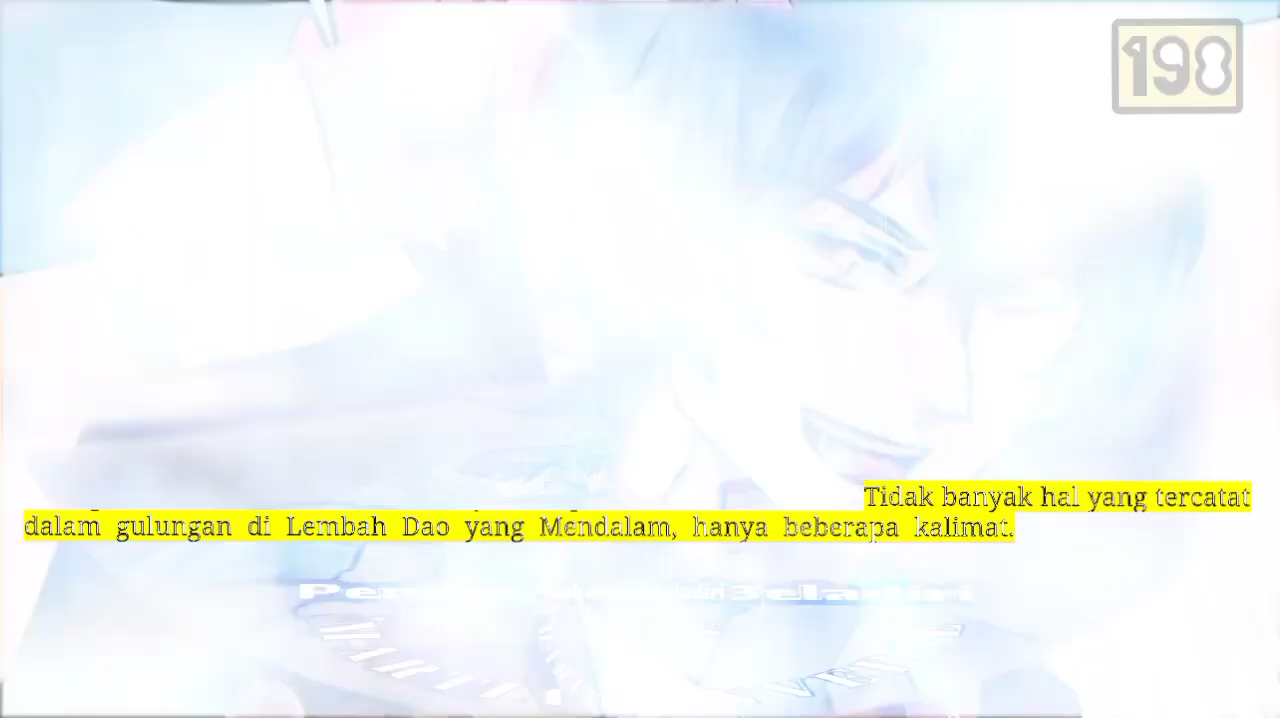 198
Tidak banyak hal yang tercatat
dalam gulungan di Lembah Dao yang Mendalam, hanya beberapa kalimat.